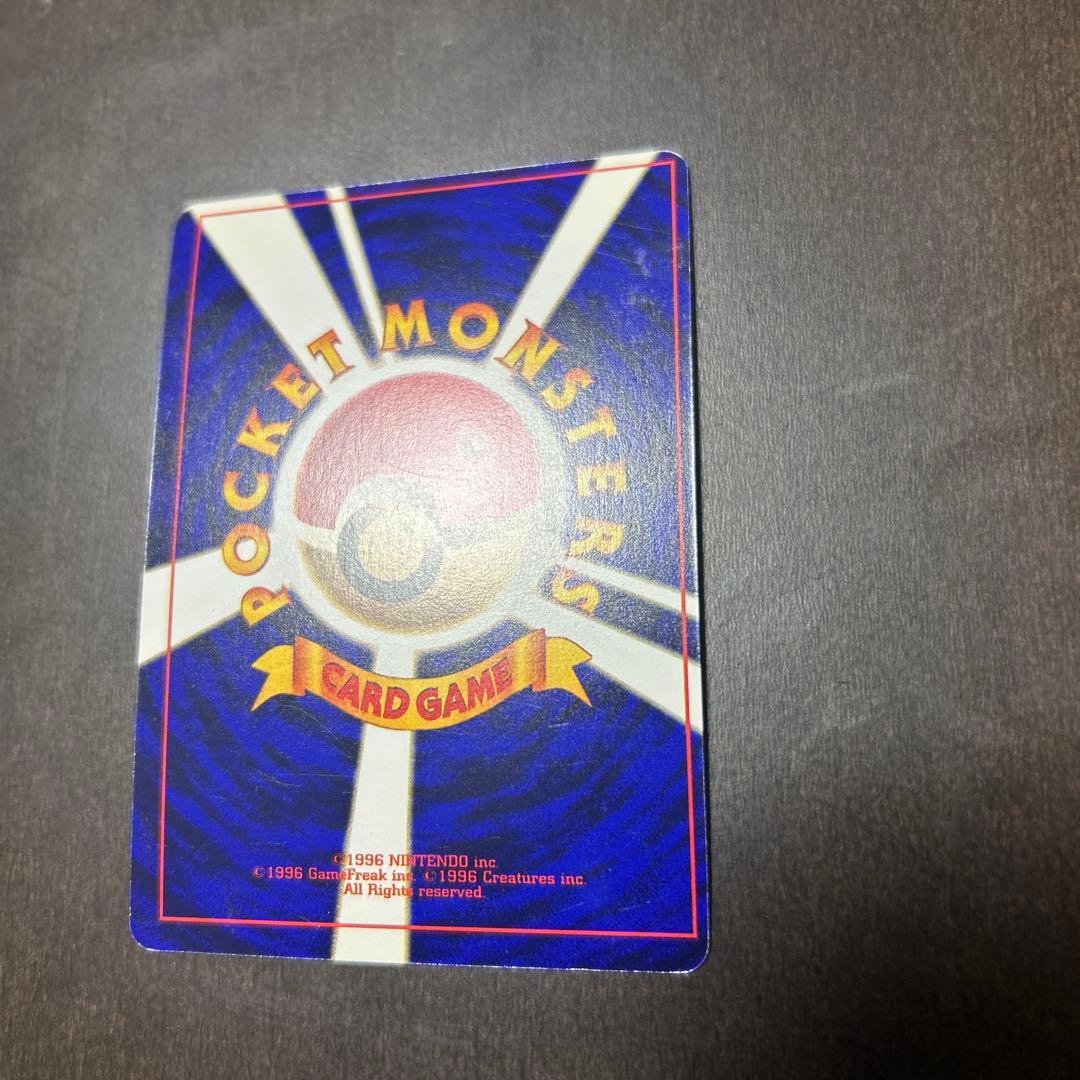 POCKET MONSTERS
CARD GAME
©1996 NINTENDO inc.
©1996 GameFreak inc. ©1996 Creatures inc.
All Rights reserved.